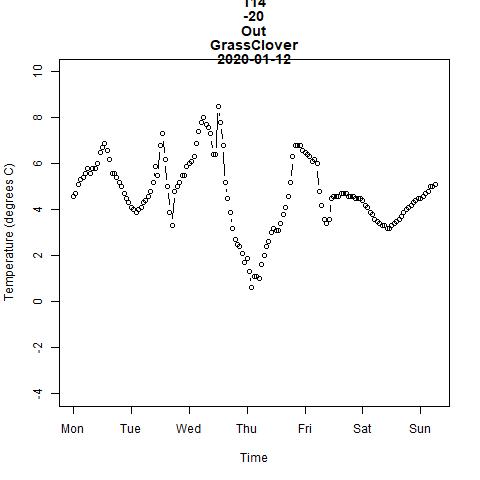 T14
-20
Out
GrassClover
2020-01-12
10
8
6
4
2
0
-2
-4
Temperature (degrees C)
Mon Tue Wed Thu Fri Sat Sun
Time